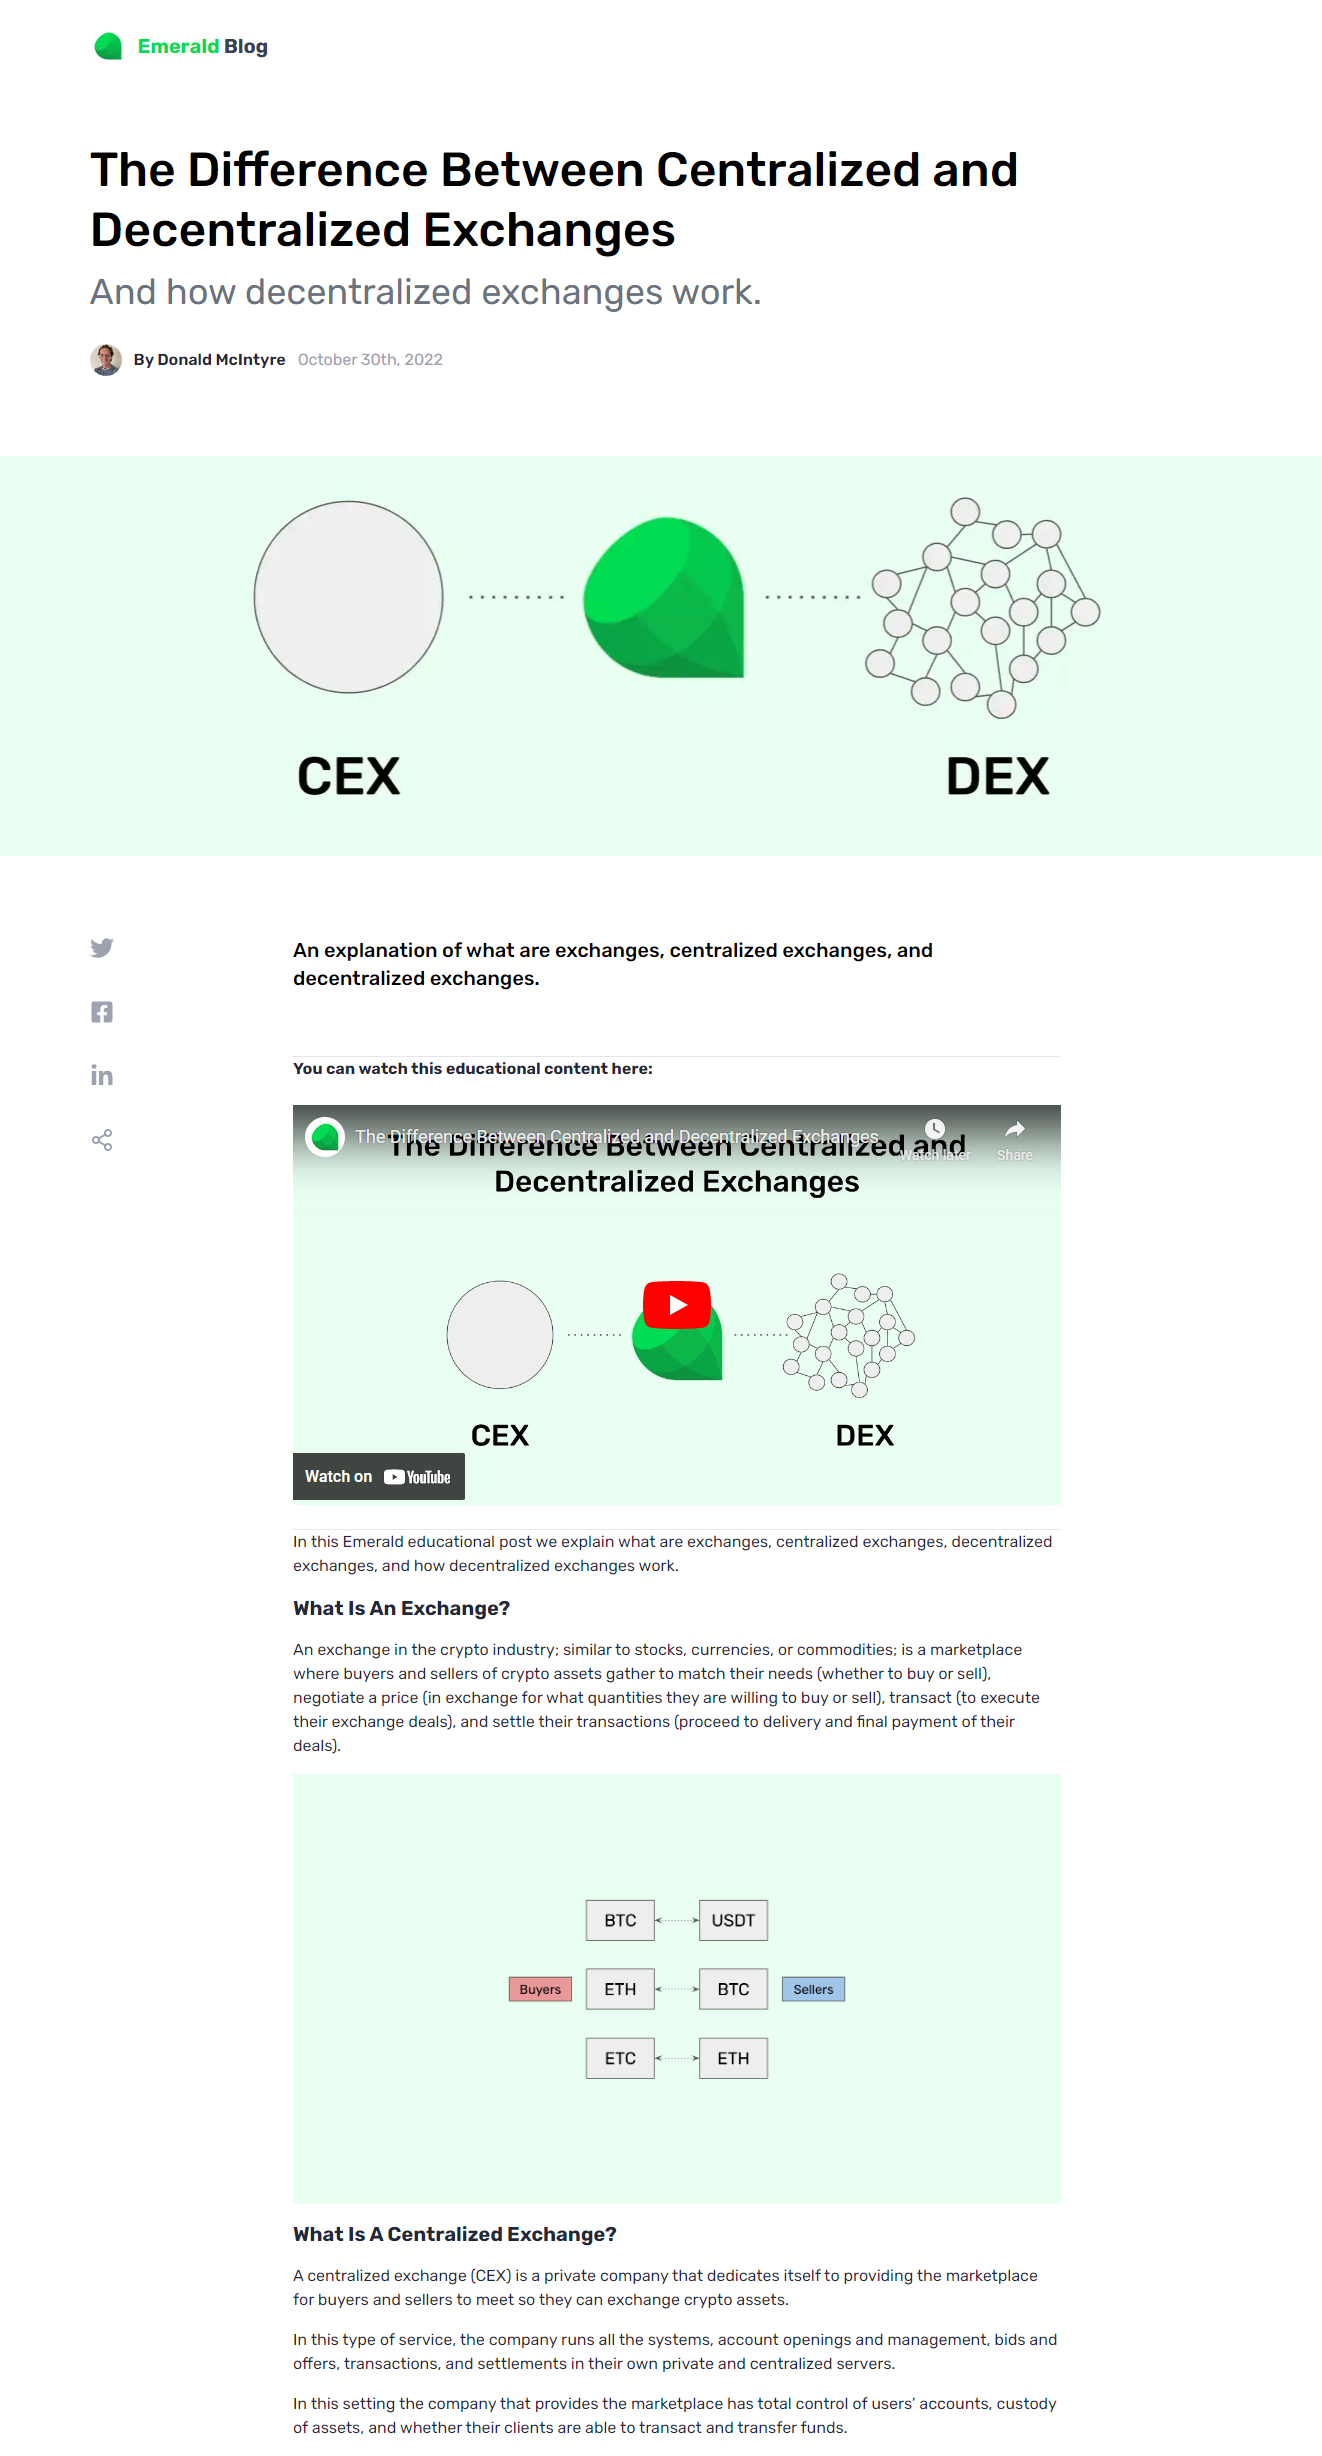 Emerald Blog
The Difference Between Centralized and
Decentralized Exchanges
And how decentralized exchanges work.
By Donald McIntyre October 30th, 2022
CEX
DEX
An explanation of what are exchanges, centralized exchanges, and
decentralized exchanges.
You can watch this educational content here:
The Difference Between Centralized and Decentralized Exchanges
Watch later
Share
The Difference Between Centralized and
Decentralized Exchanges
CEX
DEX
Watch on YouTube
In this Emerald educational post we explain what are exchanges, centralized exchanges, decentralized
exchanges, and how decentralized exchanges work.
What Is An Exchange?
An exchange in the crypto industry; similar to stocks, currencies, or commodities; is a marketplace
where buyers and sellers of crypto assets gather to match their needs (whether to buy or sell),
negotiate a price (in exchange for what quantities they are willing to buy or sell), transact (to execute
their exchange deals), and settle their transactions (proceed to delivery and final payment of their
deals).
BTC USDT
Buyers ETH BTC Sellers
ETC ETH
What Is A Centralized Exchange?
A centralized exchange (CEX) is a private company that dedicates itself to providing the marketplace
for buyers and sellers to meet so they can exchange crypto assets.
In this type of service, the company runs all the systems, account openings and management, bids and
offers, transactions, and settlements in their own private and centralized servers.
In this setting the company that provides the marketplace has total control of users’ accounts, custody
of assets, and whether their clients are able to transact and transfer funds.